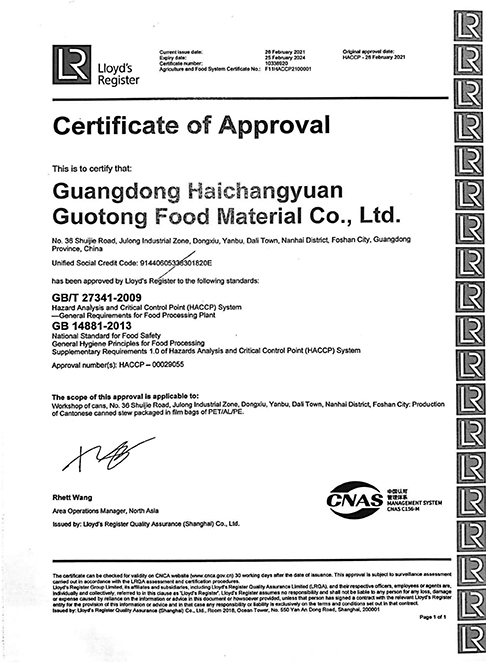 LR
Lloyd's
Register
Current issue date: 26 February 2021
Expiry date: 25 February 2024
Certificate number: 10338920
Agriculture and Food System Certificate No.: F11HACCP2100001
Original approval date:
HACCP - 26 February 2021
Certificate of Approval
This is to certify that:
Guangdong Haichangyuan
Guotong Food Material Co., Ltd.
No. 36 Shuijie Road, Julong Industrial Zone, Dongxiu, Yanbu, Dali Town, Nanhai District, Foshan City, Guangdong
Province, China
Unified Social Credit Code: 91440605338301820E
has been approved by Lloyd's Register to the following standards:
GB/T 27341-2009
Hazard Analysis and Critical Control Point (HACCP) System
—General Requirements for Food Processing Plant
GB 14881-2013
National Standard for Food Safety
General Hygiene Principles for Food Processing
Supplementary Requirements 1.0 of Hazards Analysis and Critical Control Point (HACCP) System
Approval number(s): HACCP – 00029055
The scope of this approval is applicable to:
Workshop of cans, No. 36 Shuijie Road, Julong Industrial Zone, Dongxiu, Yanbu, Dali Town, Nanhai District, Foshan City: Production
of Cantonese canned stew packaged in film bags of PET/AL/PE.
Rhett Wang
Area Operations Manager, North Asia
Issued by: Lloyd's Register Quality Assurance (Shanghai) Co., Ltd.
CNAS
中国认可
管理体系
MANAGEMENT SYSTEM
CNAS C156-M
The certificate can be checked for validity on CNCA website (www.cnca.gov.cn) 30 working days after the date of issuance. This approval is subject to surveillance assessment
carried out in accordance with the LRQA assessment and certification procedures.
Lloyd's Register Group Limited, its affiliates and subsidiaries, including Lloyd's Register Quality Assurance Limited (LRQA), and their respective officers, employees or agents are,
individually and collectively, referred to in this clause as 'Lloyd's Register'. Lloyd's Register assumes no responsibility and shall not be liable to any person for any loss, damage
or expense caused by reliance on the information or advice in this document or howsoever provided, unless that person has signed a contract with the relevant Lloyd's Register
entity for the provision of this information or advice and in that case any responsibility or liability is exclusively on the terms and conditions set out in that contract.
Issued by: Lloyd's Register Quality Assurance (Shanghai) Co., Ltd., Room 2018, Ocean Tower, No. 550 Yan An Dong Road, Shanghai, 200001
Page 1 of 1